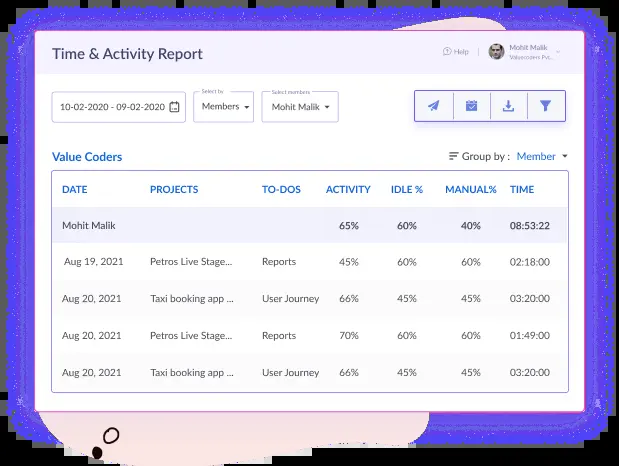 Time & Activity Report
Help
Mohit Malik
Valuecoders Pvt...
Select by
Select members
10-02-2020 - 09-02-2020
Members
Mohit Malik
Value Coders
Group by : Member
DATE PROJECTS TO-DOS ACTIVITY IDLE % MANUAL% TIME
Mohit Malik 65% 60% 40% 08:53:22
Aug 19, 2021 Petros Live Stage... Reports 45% 60% 60% 02:18:00
Aug 20, 2021 Taxi booking app ... User Journey 66% 45% 45% 03:20:00
Aug 20, 2021 Petros Live Stage... Reports 70% 60% 60% 01:49:00
Aug 20, 2021 Taxi booking app ... User Journey 66% 45% 45% 03:20:00